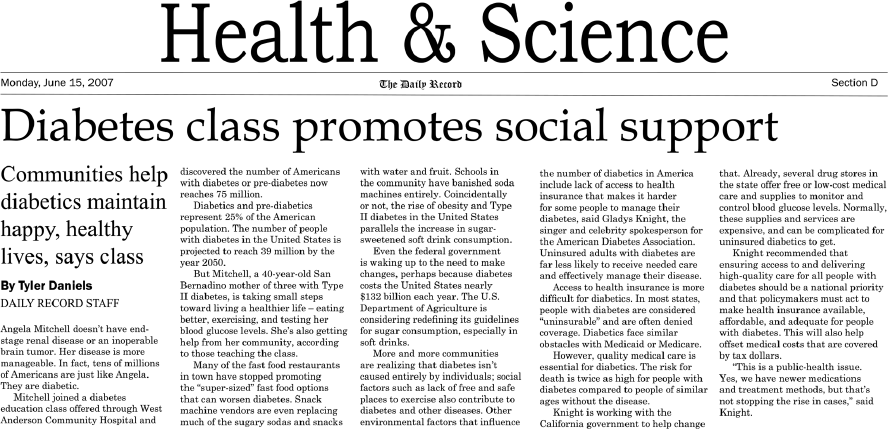 Health & Science
Monday, June 15, 2007
The Daily Record
Section D
Diabetes class promotes social support
Communities help
diabetics maintain
happy, healthy
lives, says class
By Tyler Daniels
DAILY RECORD STAFF
Angela Mitchell doesn't have end-
stage renal disease or an inoperable
brain tumor. Her disease is more
manageable. In fact, tens of millions
of Americans are just like Angela.
They are diabetic.
Mitchell joined a diabetes
education class offered through West
Anderson Community Hospital and
discovered the number of Americans
with diabetes or pre-diabetes now
reaches 75 million.
Diabetics and pre-diabetics
represent 25% of the American
population. The number of people
with diabetes in the United States is
projected to reach 39 million by the
year 2050.
But Mitchell, a 40-year-old San
Bernadino mother of three with Type
II diabetes, is taking small steps
toward living a healthier life – eating
better, exercising, and testing her
blood glucose levels. She's also getting
help from her community, according
to those teaching the class.
Many of the fast food restaurants
in town have stopped promoting
the "super-sized" fast food options
that can worsen diabetes. Snack
machine vendors are even replacing
much of the sugary sodas and snacks
with water and fruit. Schools in
the community have banished soda
machines entirely. Coincidentally
or not, the rise of obesity and Type
II diabetes in the United States
parallels the increase in sugar-
sweetened soft drink consumption.
Even the federal government
is waking up to the need to make
changes, perhaps because diabetes
costs the United States nearly
$132 billion each year. The U.S.
Department of Agriculture is
considering redefining its guidelines
for sugar consumption, especially in
soft drinks.
More and more communities
are realizing that diabetes isn't
caused entirely by individuals; social
factors such as lack of free and safe
places to exercise also contribute to
diabetes and other diseases. Other
environmental factors that influence
the number of diabetics in America
include lack of access to health
insurance that makes it harder
for some people to manage their
diabetes, said Gladys Knight, the
singer and celebrity spokesperson for
the American Diabetes Association.
Uninsured adults with diabetes are
far less likely to receive needed care
and effectively manage their disease.
Access to health insurance is more
difficult for diabetics. In most states,
people with diabetes are considered
"uninsurable" and are often denied
coverage. Diabetics face similar
obstacles with Medicaid or Medicare.
However, quality medical care is
essential for diabetics. The risk for
death is twice as high for people with
diabetes compared to people of similar
ages without the disease.
Knight is working with the
California government to help change
that. Already, several drug stores in
the state offer free or low-cost medical
care and supplies to monitor and
control blood glucose levels. Normally,
these supplies and services are
expensive, and can be complicated for
uninsured diabetics to get.
Knight recommended that
ensuring access to and delivering
high-quality care for all people with
diabetes should be a national priority
and that policymakers must act to
make health insurance available,
affordable, and adequate for people
with diabetes. This will also help
offset medical costs that are covered
by tax dollars.
"This is a public-health issue.
Yes, we have newer medications
and treatment methods, but that's
not stopping the rise in cases," said
Knight.